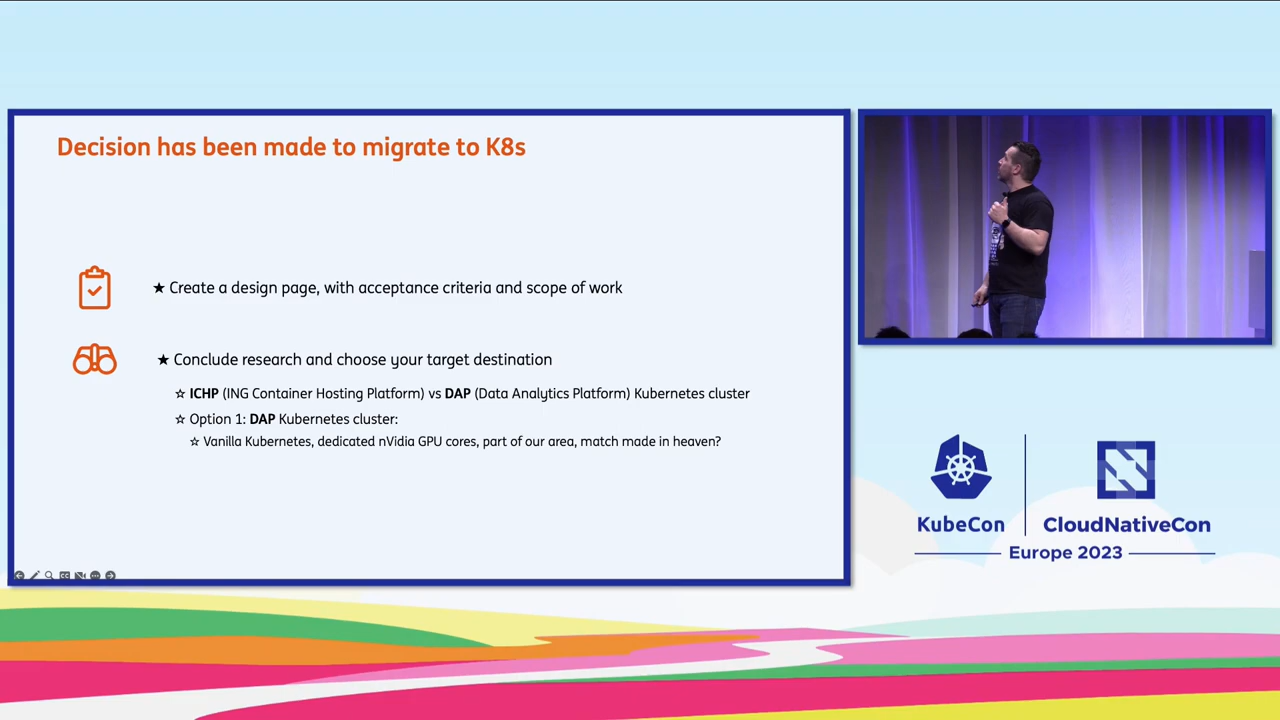 Decision has been made to migrate to K8s
★ Create a design page, with acceptance criteria and scope of work
★ Conclude research and choose your target destination
☆ ICHP (ING Container Hosting Platform) vs DAP (Data Analytics Platform) Kubernetes cluster
☆ Option 1: DAP Kubernetes cluster:
☆ Vanilla Kubernetes, dedicated nVidia GPU cores, part of our area, match made in heaven?
KubeCon
CloudNativeCon
Europe 2023